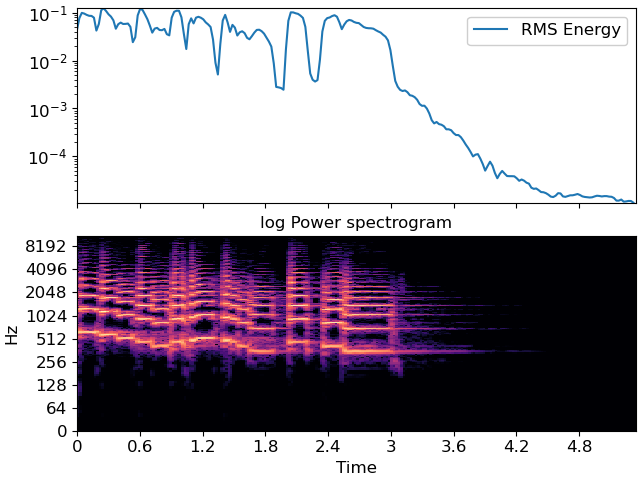 10⁻¹
10⁻²
10⁻³
10⁻⁴
RMS Energy
log Power spectrogram
8192
4096
2048
1024
512
256
128
64
0
Hz
0 0.6 1.2 1.8 2.4 3 3.6 4.2 4.8
Time